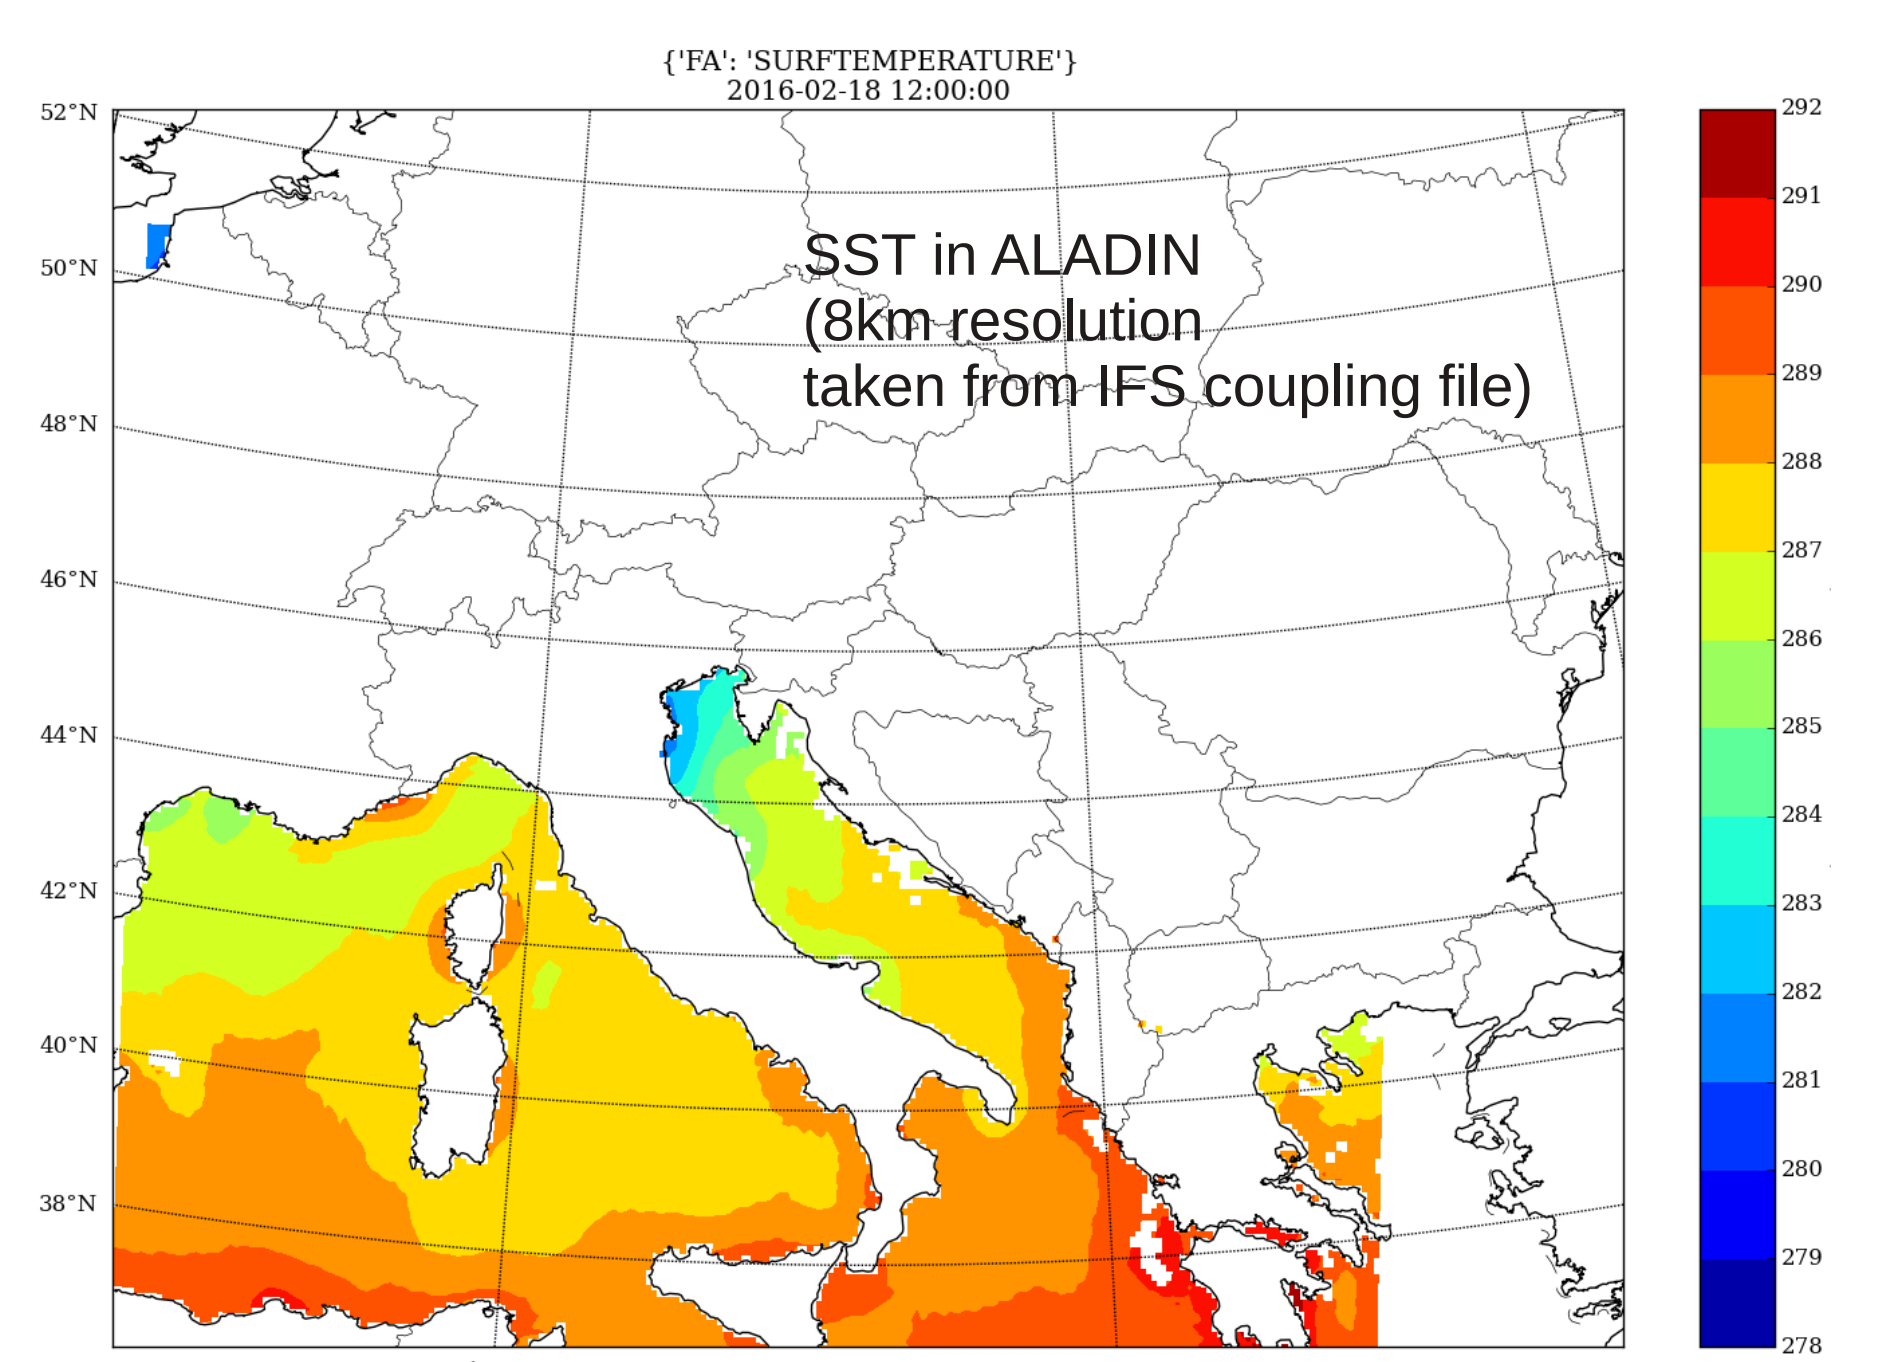 {'FA': 'SURFTEMPERATURE'}
2016-02-18 12:00:00
52°N
50°N
48°N
46°N
44°N
42°N
40°N
38°N
SST in ALADIN
(8km resolution
taken from IFS coupling file)
292
291
290
289
288
287
286
285
284
283
282
281
280
279
278